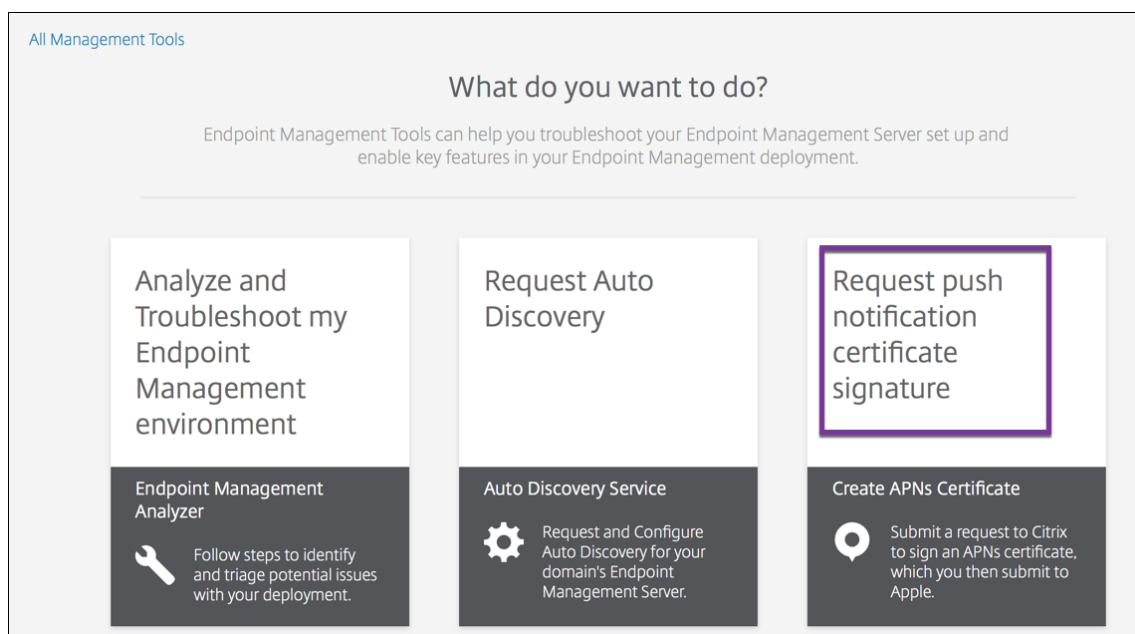 All Management Tools
What do you want to do?
Endpoint Management Tools can help you troubleshoot your Endpoint Management Server set up and
enable key features in your Endpoint Management deployment.
Analyze and
Troubleshoot my
Endpoint
Management
environment
Endpoint Management
Analyzer
Follow steps to identify
and triage potential issues
with your deployment.
Request Auto
Discovery
Auto Discovery Service
Request and Configure
Auto Discovery for your
domain's Endpoint
Management Server.
Request push
notification
certificate
signature
Create APNs Certificate
Submit a request to Citrix
to sign an APNs certificate,
which you then submit to
Apple.